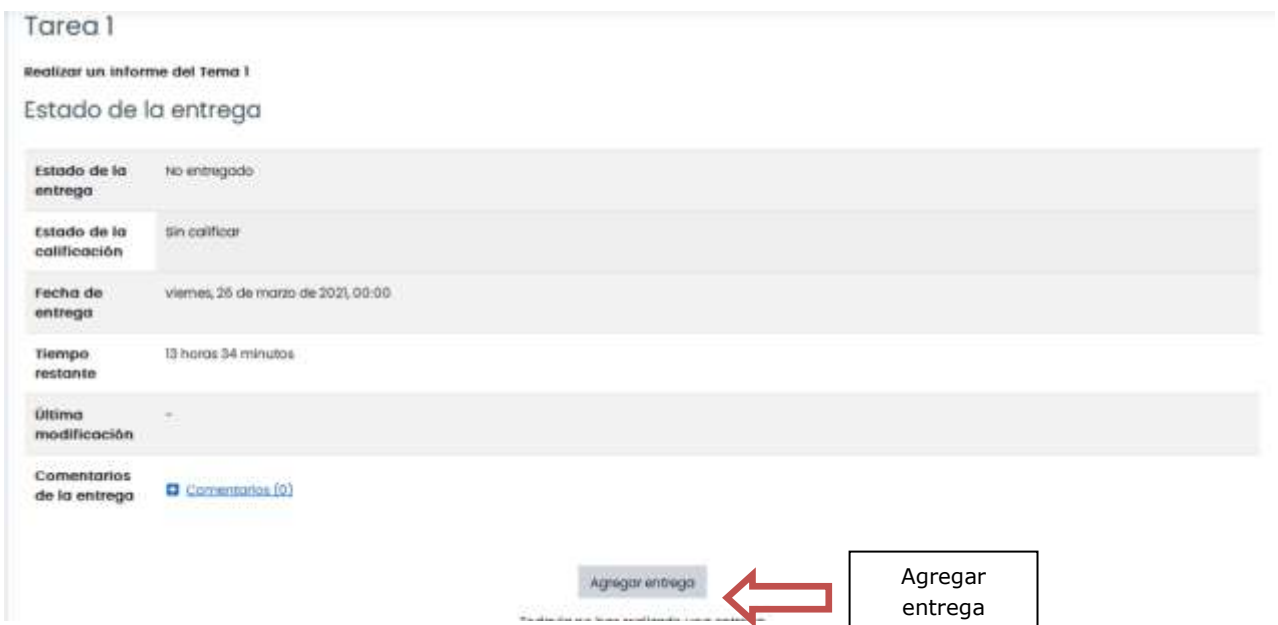 Tarea 1
Realizar un informe del Tema 1
Estado de la entrega
Estado de la entrega
No entregado
Estado de la calificación
Sin calificar
Fecha de entrega
viernes, 26 de marzo de 2021, 00:00
Tiempo restante
13 horas 34 minutos
Última modificación
-
Comentarios de la entrega
Comentarios (0)
Agregar entrega
Agregar
entrega